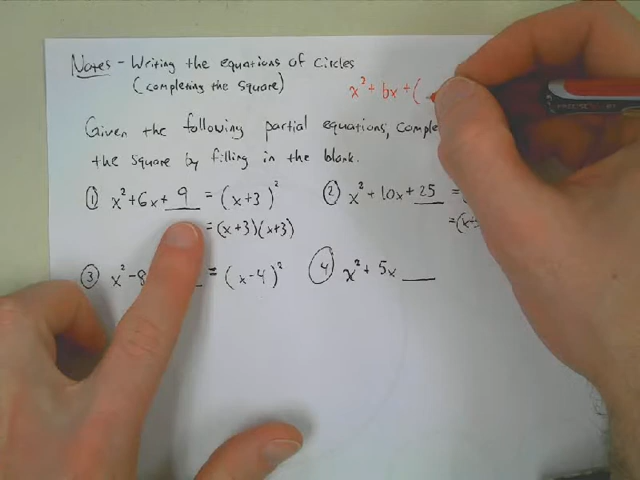 Notes - Writing the equations of Circles
(completing the square)
x² + bx + (
Given the following partial equations, comple
the square by filling in the blank.
① x² + 6x + 9 = (x + 3)²
= (x+3)(x+3)
② x² + 10x + 25 =
= (x+
③ x² - 8 = (x - 4)²
④ x² + 5x ___